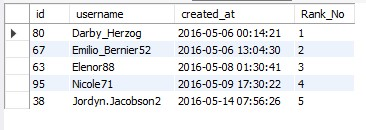 id username created_at Rank_No
80 Darby_Herzog 2016-05-06 00:14:21 1
67 Emilio_Bernier52 2016-05-06 13:04:30 2
63 Elenor88 2016-05-08 01:30:41 3
95 Nicole71 2016-05-09 17:30:22 4
38 Jordyn.Jacobson2 2016-05-14 07:56:26 5